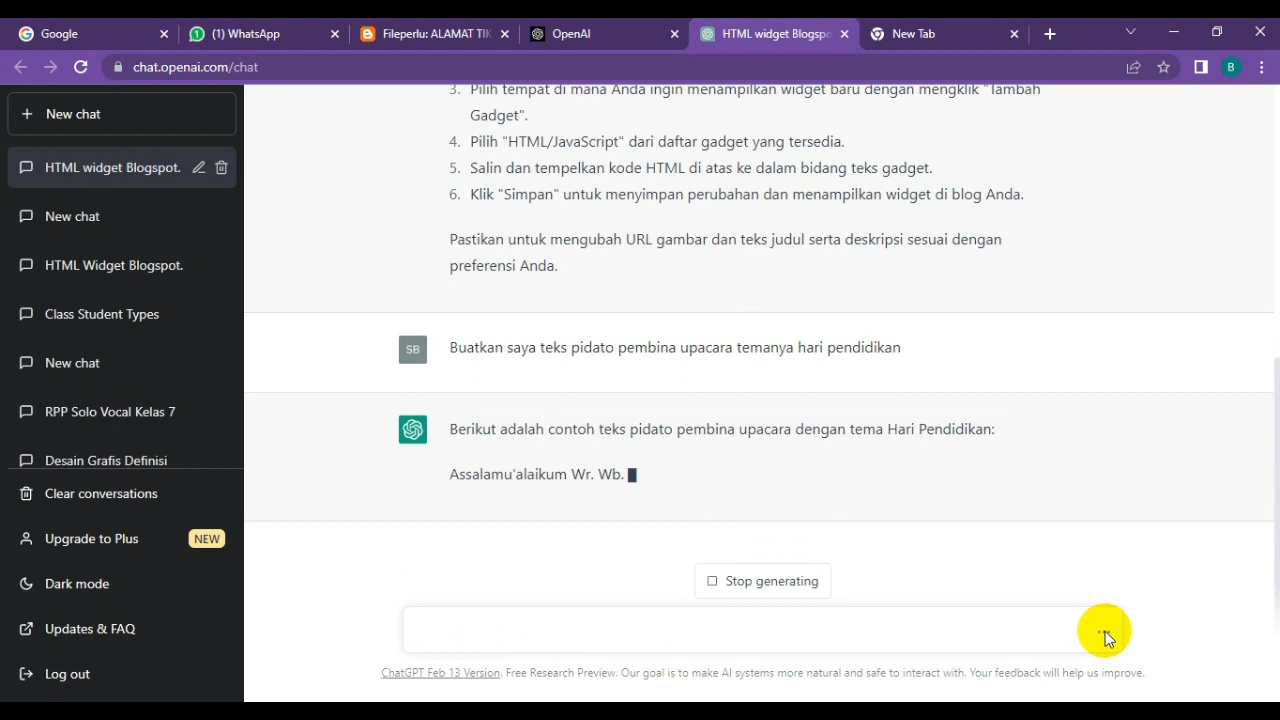 Google
(1) WhatsApp
Fileperlu: ALAMAT TIK
OpenAI
HTML widget Blogspo
New Tab
chat.openai.com/chat
B
New chat
HTML widget Blogspot.
New chat
HTML Widget Blogspot.
Class Student Types
New chat
RPP Solo Vocal Kelas 7
Desain Grafis Definisi
Clear conversations
Upgrade to Plus
NEW
Dark mode
Updates & FAQ
Log out
3. Pilih tempat di mana Anda ingin menampilkan widget baru dengan mengklik "Tambah
Gadget".
4. Pilih "HTML/JavaScript" dari daftar gadget yang tersedia.
5. Salin dan tempelkan kode HTML di atas ke dalam bidang teks gadget.
6. Klik "Simpan" untuk menyimpan perubahan dan menampilkan widget di blog Anda.
Pastikan untuk mengubah URL gambar dan teks judul serta deskripsi sesuai dengan
preferensi Anda.
SB
Buatkan saya teks pidato pembina upacara temanya hari pendidikan
Berikut adalah contoh teks pidato pembina upacara dengan tema Hari Pendidikan:
Assalamu'alaikum Wr. Wb.
Stop generating
ChatGPT Feb 13 Version. Free Research Preview. Our goal is to make AI systems more natural and safe to interact with. Your feedback will help us improve.